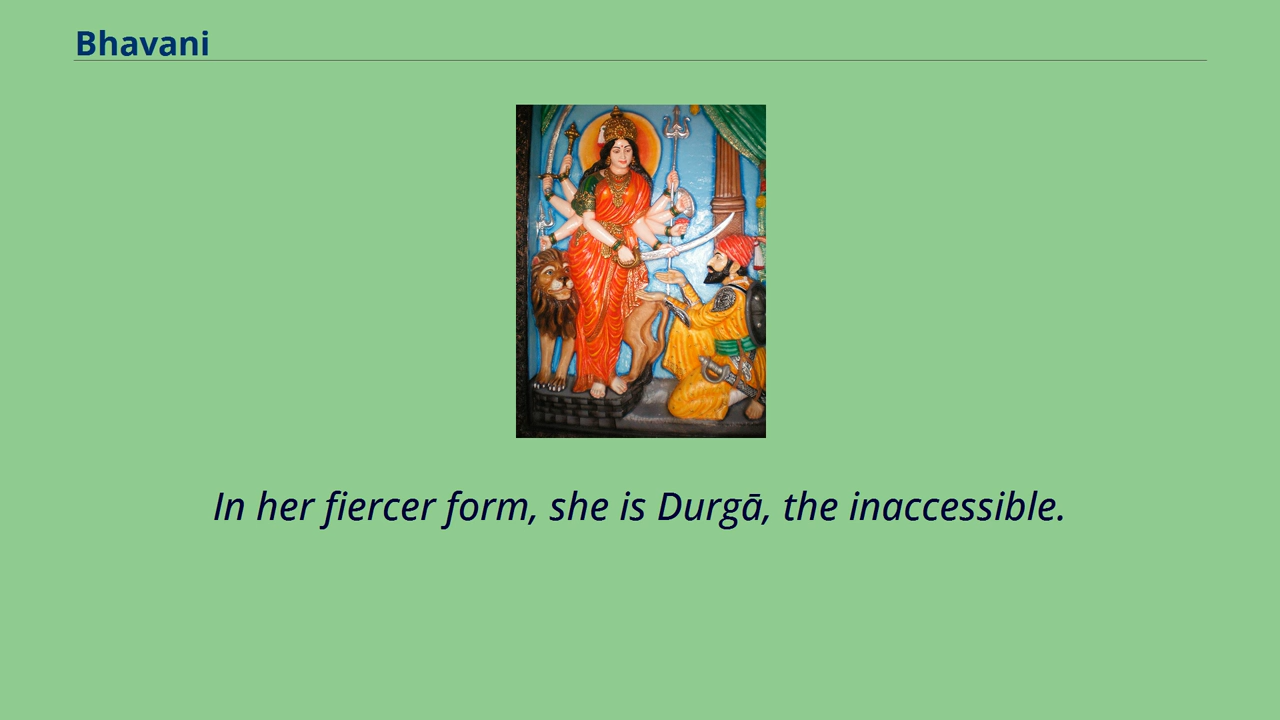 Bhavani
In her fiercer form, she is Durgā, the inaccessible.